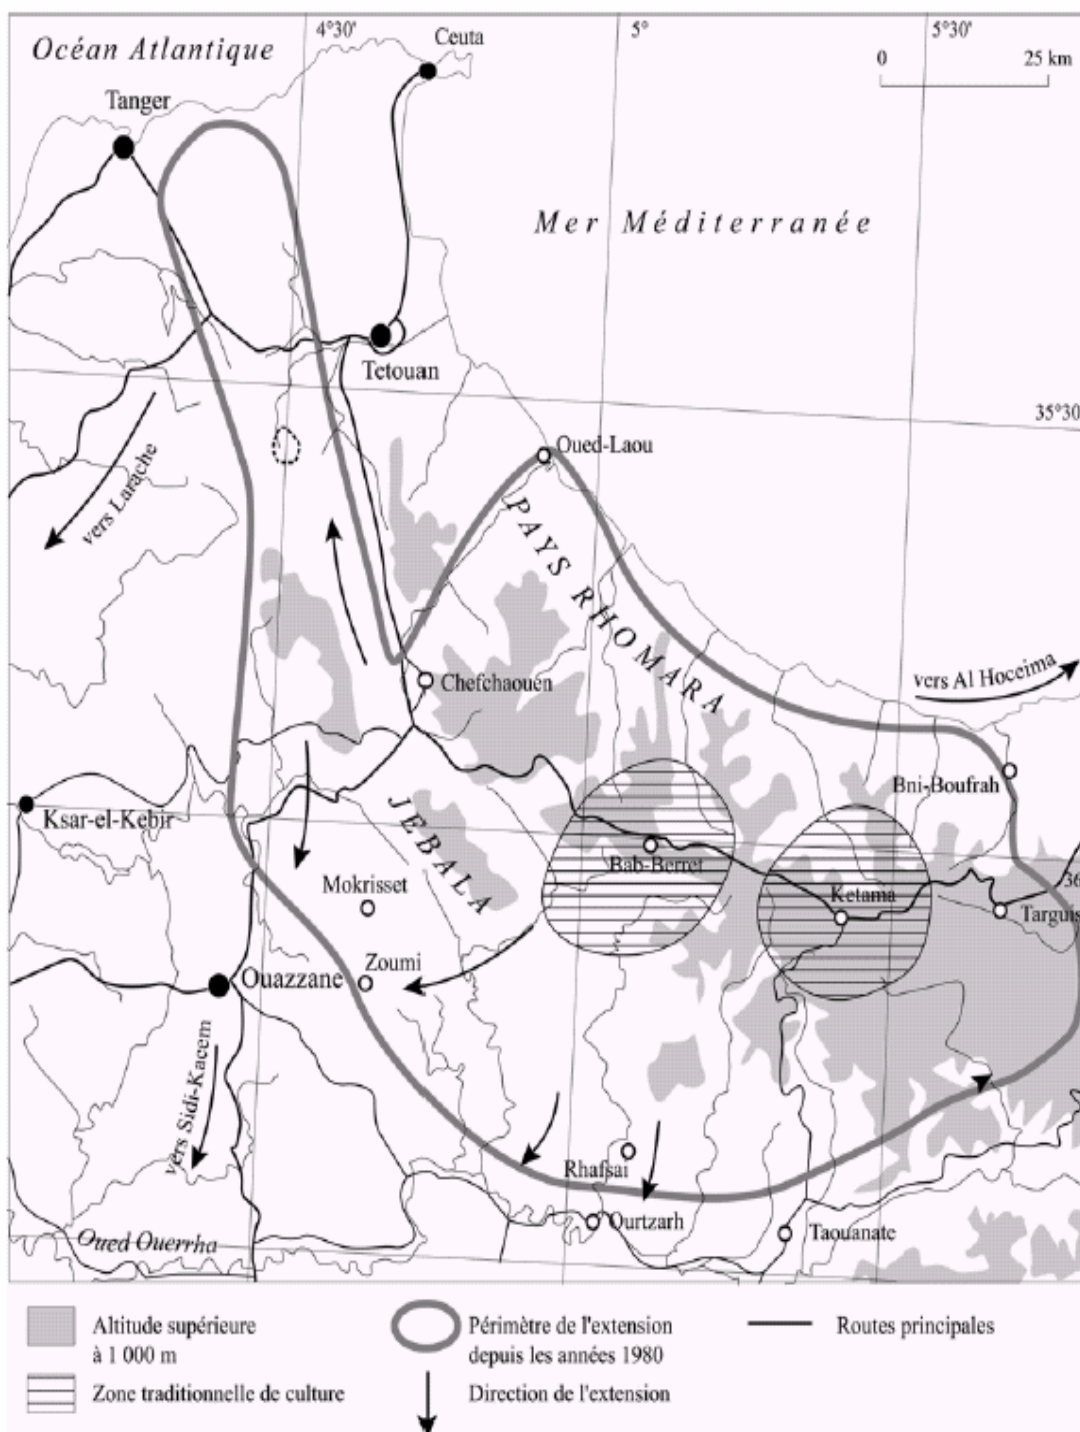 4°30'
5°
5°30'
Ceuta
Océan Atlantique
0 25 km
Tanger
Mer Méditerranée
Tetouan
35°30
Oued-Laou
vers Larache
PAYS RHOMARA
vers Al Hoceima
Chefchaouen
Bni-Boufrah
Ksar-el-Kebir
JEBALA
Bab-Berret
Mokrisset
Ketama
36
Targuis
Zoumi
Ouazzane
vers Sidi-Kacem
Rhafsai
Ourtzarh
Taouanate
Oued Ouerrha
Altitude supérieure
à 1 000 m
Périmètre de l'extension
depuis les années 1980
Routes principales
Zone traditionnelle de culture
Direction de l'extension